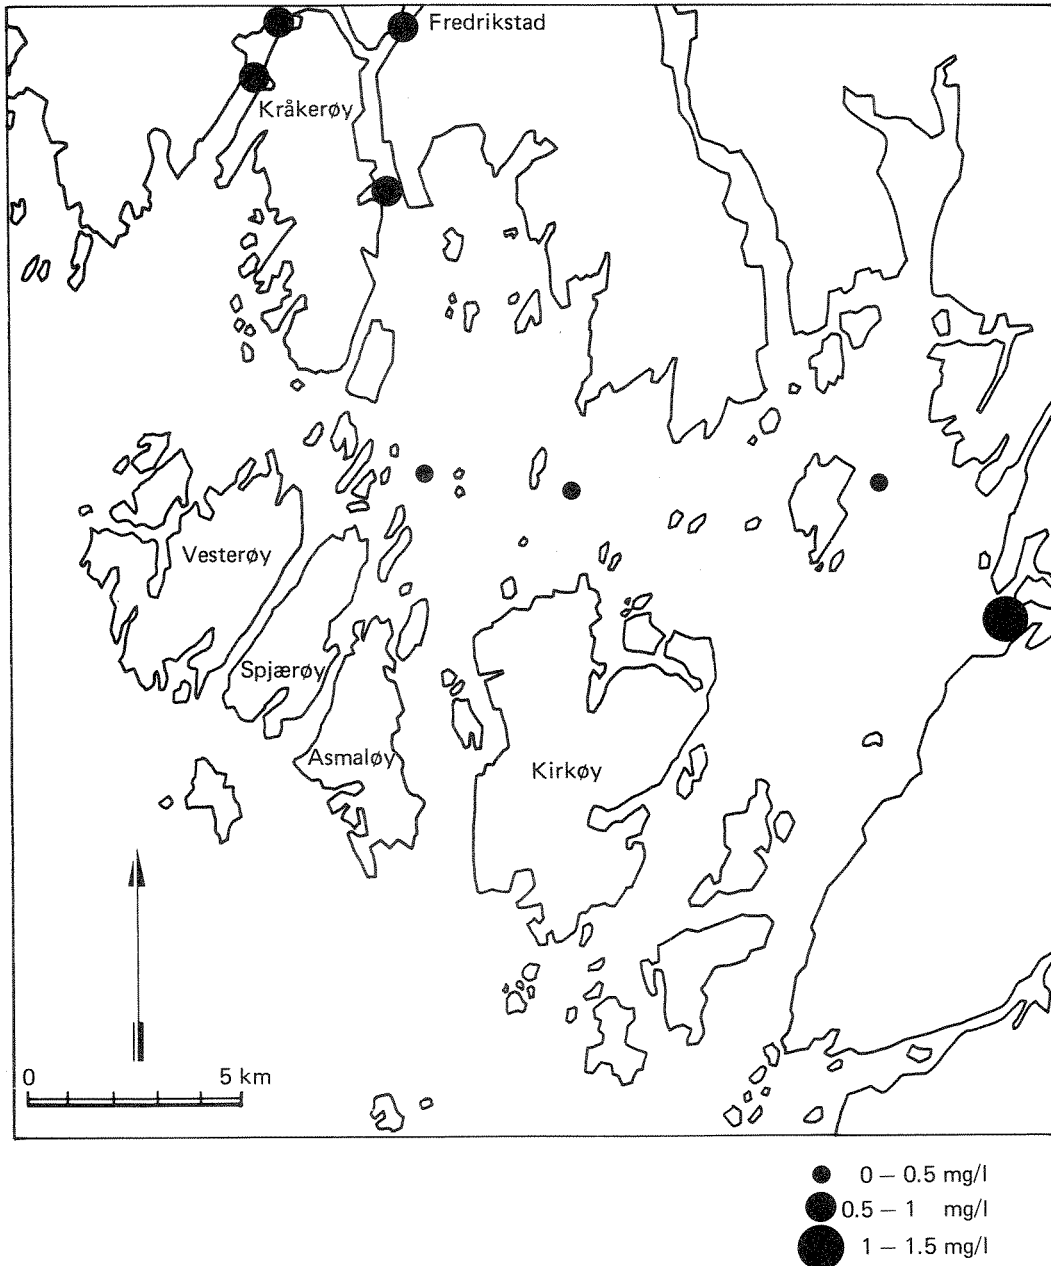 Fredrikstad
Kråkerøy
Vesterøy
Spjærøy
Asmaløy
Kirkøy
0 5 km
0 – 0.5 mg/l
0.5 – 1 mg/l
1 – 1.5 mg/l